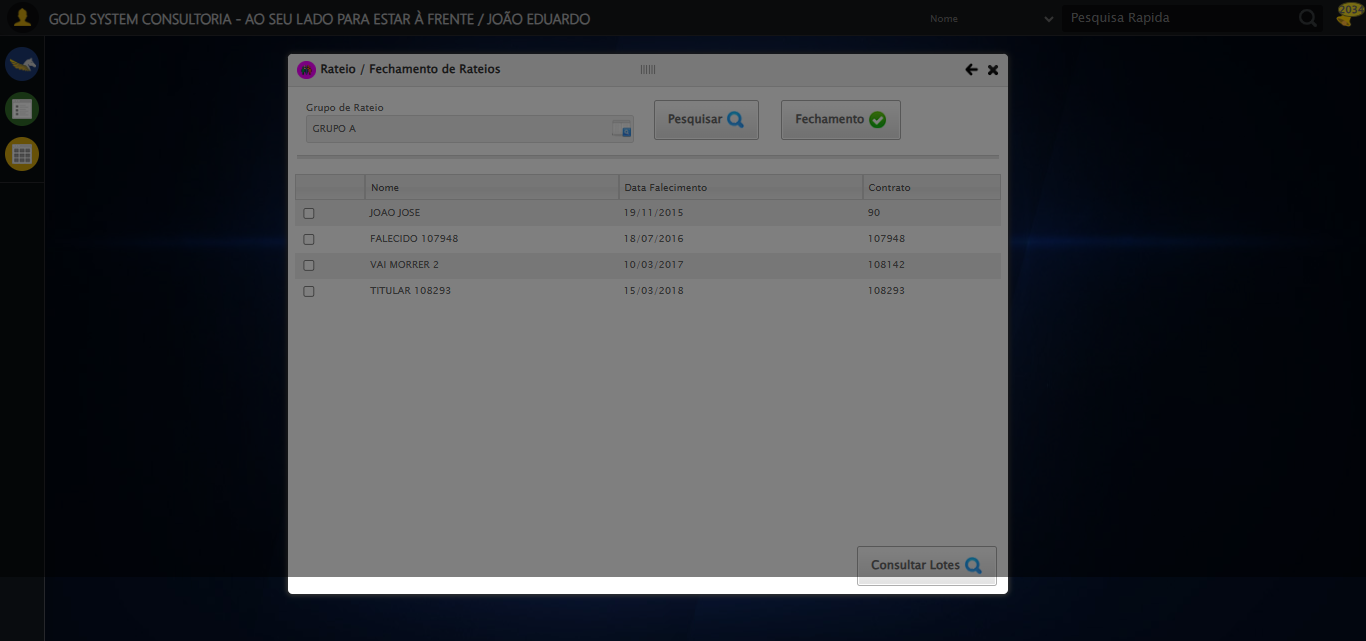 GOLD SYSTEM CONSULTORIA - AO SEU LADO PARA ESTAR À FRENTE / JOÃO EDUARDO
Nome
Pesquisa Rapida
2034
Rateio / Fechamento de Rateios
Grupo de Rateio
GRUPO A
Pesquisar
Fechamento
Nome Data Falecimento Contrato
JOAO JOSE 19/11/2015 90
FALECIDO 107948 18/07/2016 107948
VAI MORRER 2 10/03/2017 108142
TITULAR 108293 15/03/2018 108293
Consultar Lotes